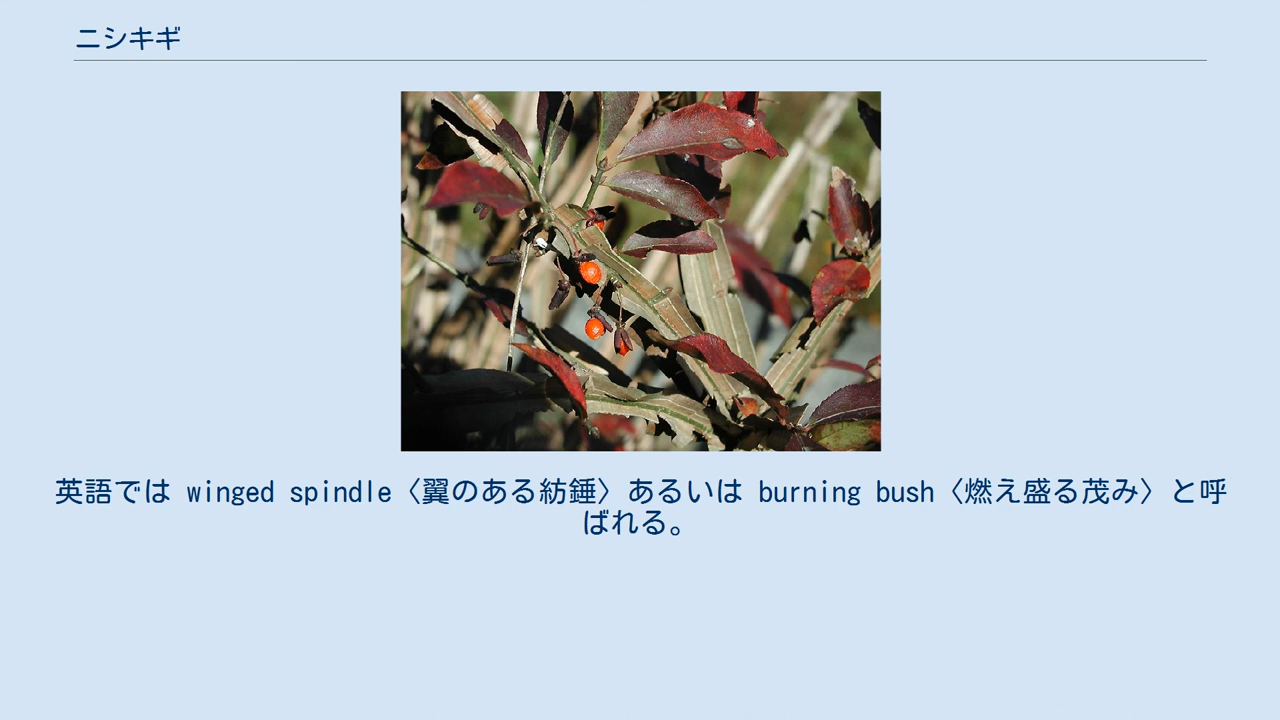 ニシキギ
英語では winged spindle〈翼のある紡錘〉あるいは burning bush〈燃え盛る茂み〉と呼
ばれる。